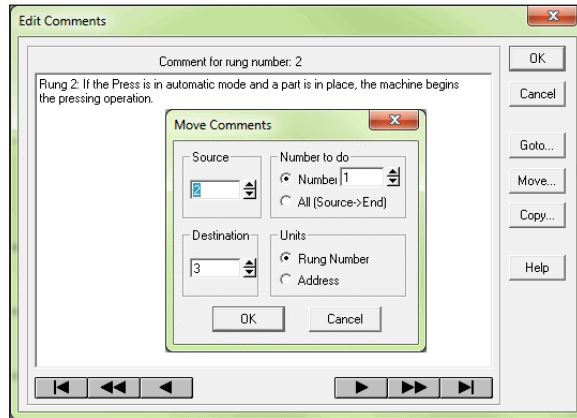 Edit Comments
Comment for rung number: 2
OK
Rung 2: If the Press is in automatic mode and a part is in place, the machine begins
the pressing operation.
Cancel
Move Comments
Source
Number to do
2
Number 1
All (Source->End)
Goto...
Move...
Copy...
Destination
Units
3
Rung Number
Address
Help
OK
Cancel